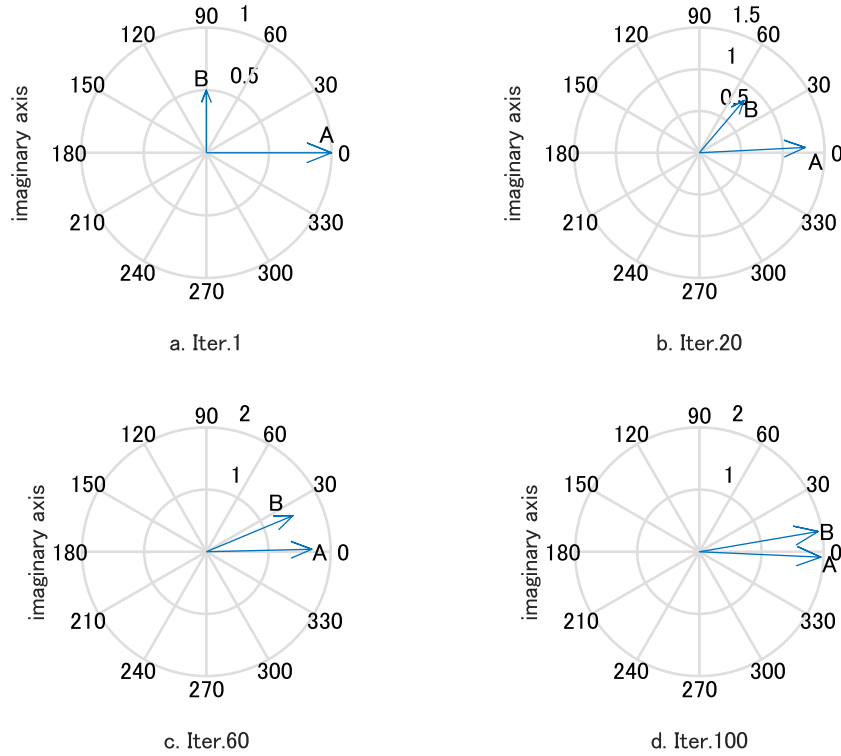 90 1
120 60
B 0.5
150 30
A
180 0
210 330
240 300
270
imaginary axis
a. Iter.1
90 1.5
120 60
1
150 30
0.5
B
180 0
A
210 330
240 300
270
imaginary axis
b. Iter.20
90 2
120 60
1
150 30
B
180 A 0
210 330
240 300
270
imaginary axis
c. Iter.60
90 2
120 60
1
150 30
B
180 0
A
210 330
240 300
270
imaginary axis
d. Iter.100